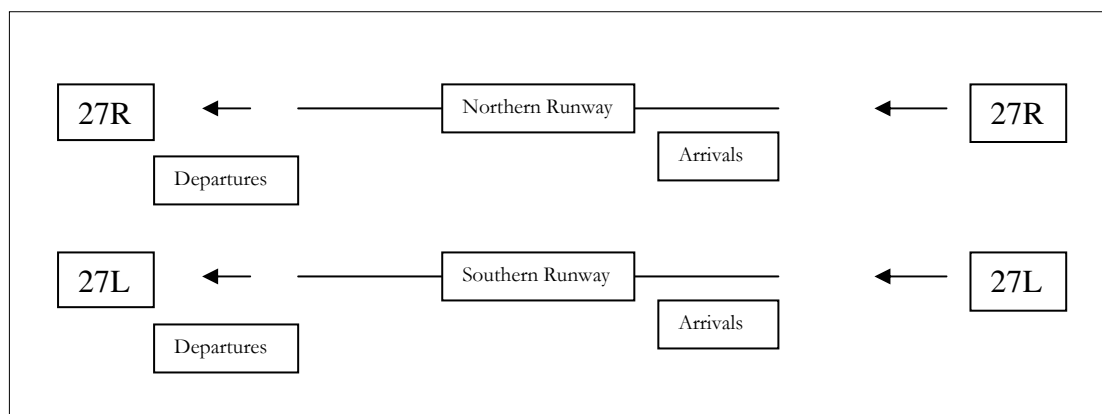 27R Northern Runway 27R
Arrivals
Departures
27L Southern Runway 27L
Arrivals
Departures